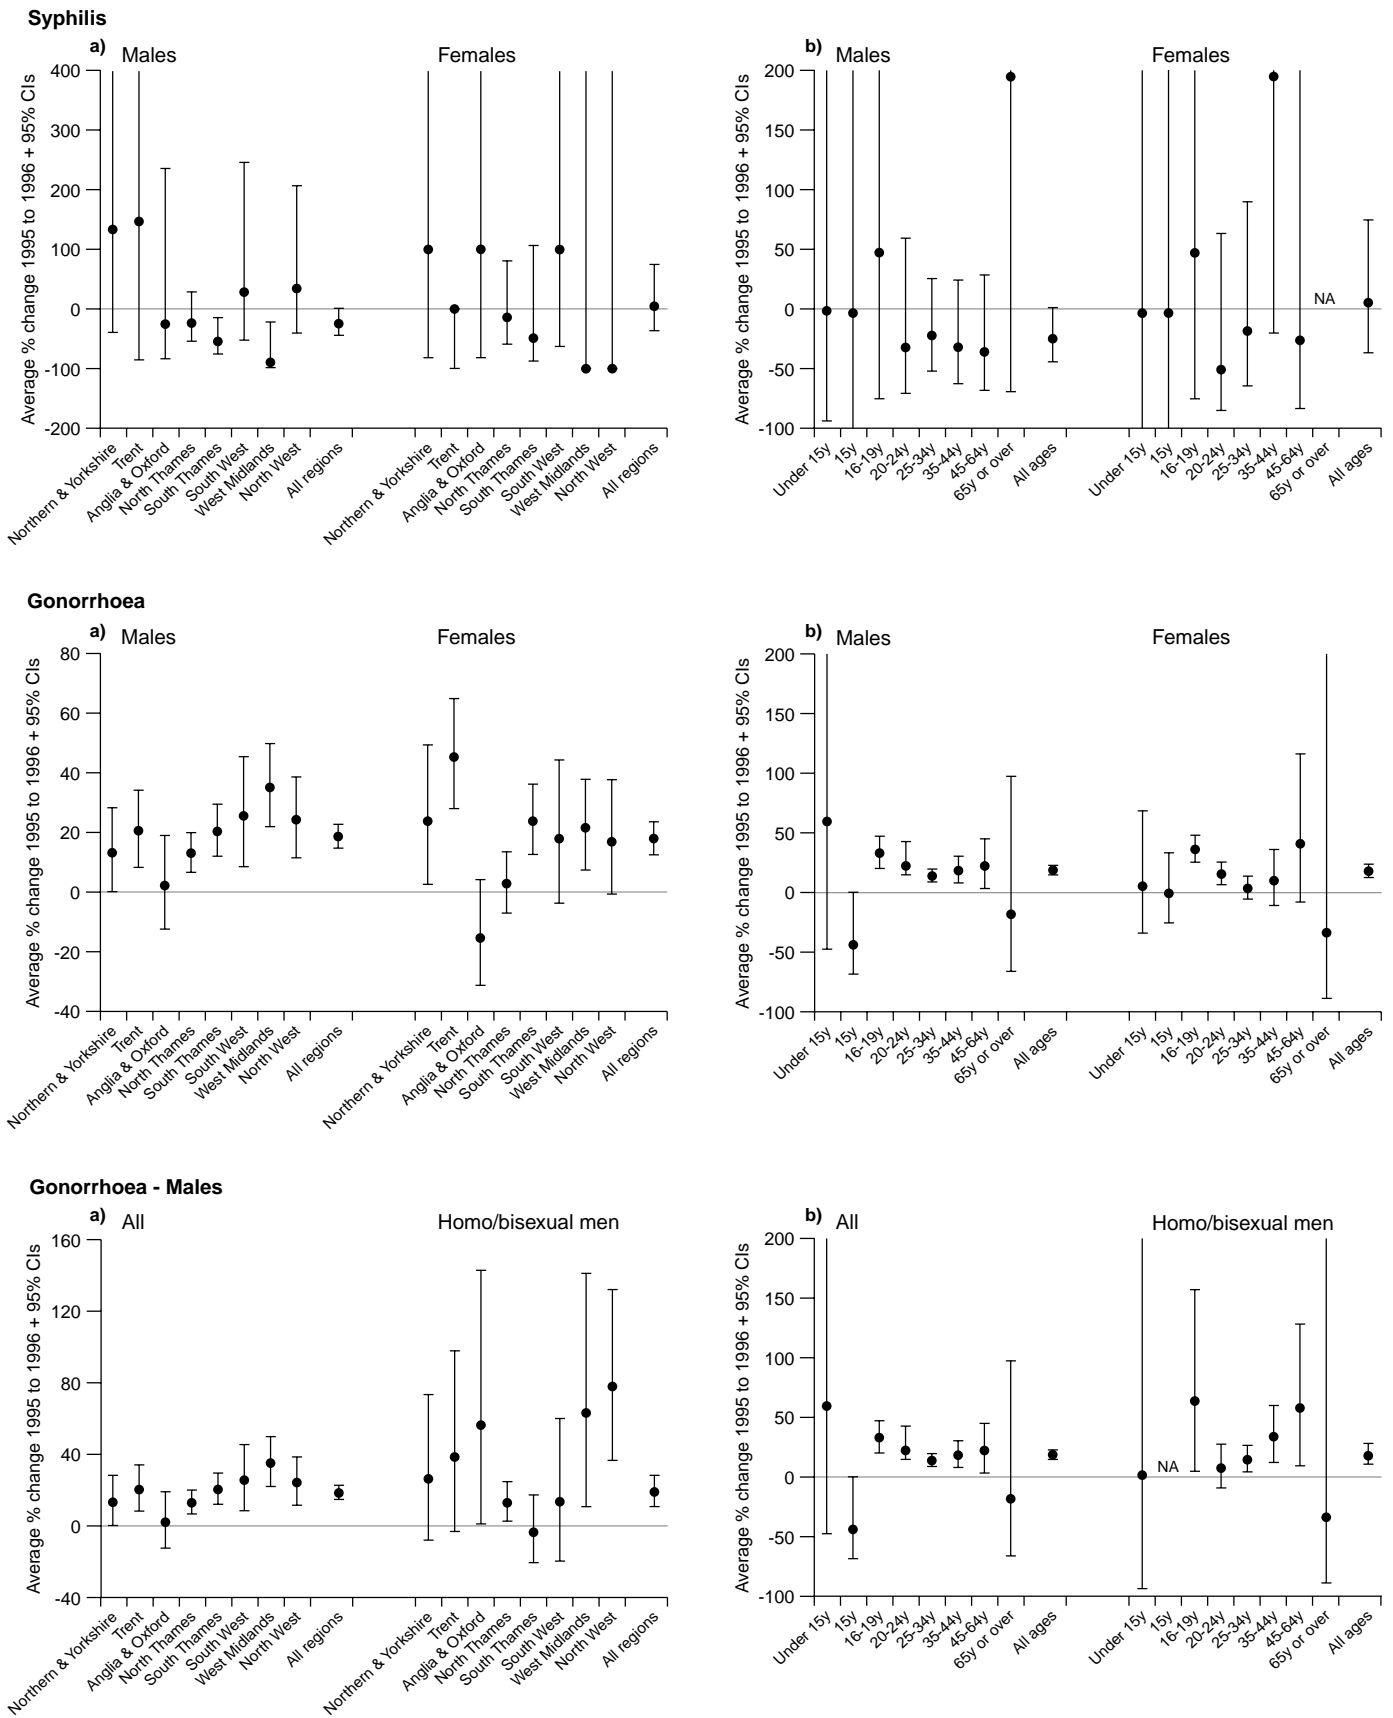 Syphilis
a) Males Females
Average % change 1995 to 1996 + 95% CIs
400
300
200
100
0
-100
-200
Northern & Yorkshire
Trent
Anglia & Oxford
North Thames
South Thames
South West
West Midlands
North West
All regions
Northern & Yorkshire
Trent
Anglia & Oxford
North Thames
South Thames
South West
West Midlands
North West
All regions
b) Males Females
Average % change 1995 to 1996 + 95% CIs
200
150
100
50
0
-50
-100
NA
Under 15y
15y
16-19y
20-24y
25-34y
35-44y
45-64y
65y or over
All ages
Under 15y
15y
16-19y
20-24y
25-34y
35-44y
45-64y
65y or over
All ages
Gonorrhoea
a) Males Females
Average % change 1995 to 1996 + 95% CIs
80
60
40
20
0
-20
-40
Northern & Yorkshire
Trent
Anglia & Oxford
North Thames
South Thames
South West
West Midlands
North West
All regions
Northern & Yorkshire
Trent
Anglia & Oxford
North Thames
South Thames
South West
West Midlands
North West
All regions
b) Males Females
Average % change 1995 to 1996 + 95% CIs
200
150
100
50
0
-50
-100
Under 15y
15y
16-19y
20-24y
25-34y
35-44y
45-64y
65y or over
All ages
Under 15y
15y
16-19y
20-24y
25-34y
35-44y
45-64y
65y or over
All ages
Gonorrhoea - Males
a) All Homo/bisexual men
Average % change 1995 to 1996 + 95% CIs
160
120
80
40
0
-40
Northern & Yorkshire
Trent
Anglia & Oxford
North Thames
South Thames
South West
West Midlands
North West
All regions
Northern & Yorkshire
Trent
Anglia & Oxford
North Thames
South Thames
South West
West Midlands
North West
All regions
b) All Homo/bisexual men
Average % change 1995 to 1996 + 95% CIs
200
150
100
50
0
-50
-100
NA
Under 15y
15y
16-19y
20-24y
25-34y
35-44y
45-64y
65y or over
All ages
Under 15y
15y
16-19y
20-24y
25-34y
35-44y
45-64y
65y or over
All ages